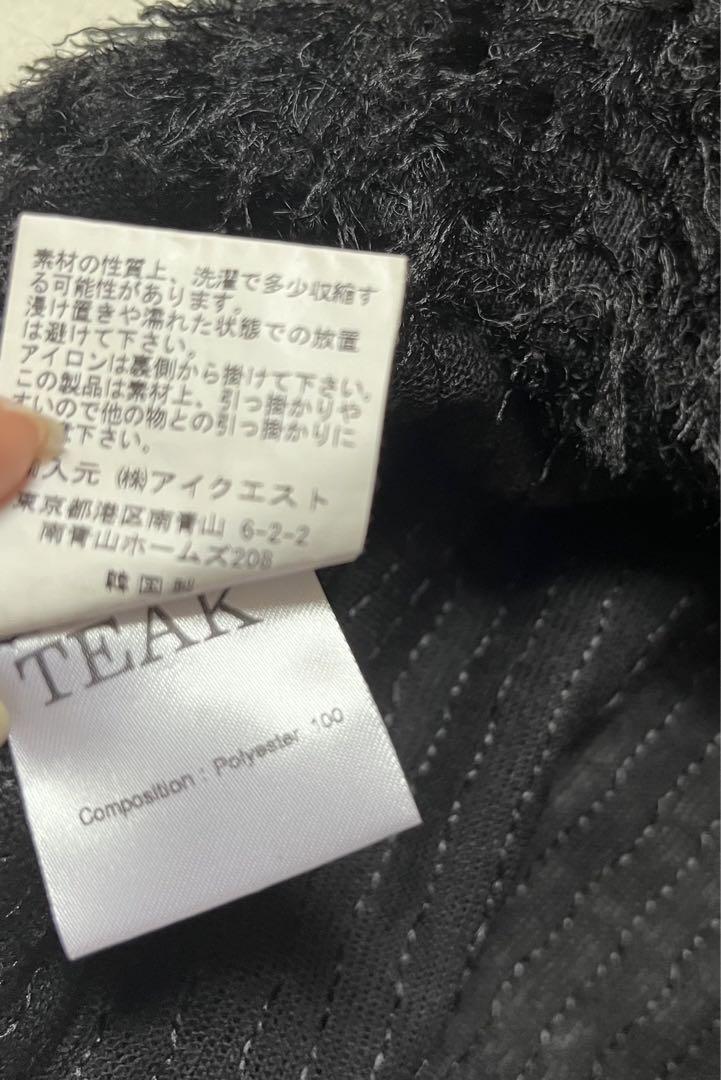 素材の性質上、洗濯で多少収縮す
る可能性があります。
浸け置きや濡れた状態での放置
は避けて下さい。
アイロンは裏側から掛けて下さい。
この製品は素材上、引っ掛かりや
すいので他の物との引っ掛かりに
下さい。
入元 ㈱アイクエスト
東京都港区南青山 6-2-2
南青山ホームズ208
韓国製
TEAK
Composition : Polyester 100